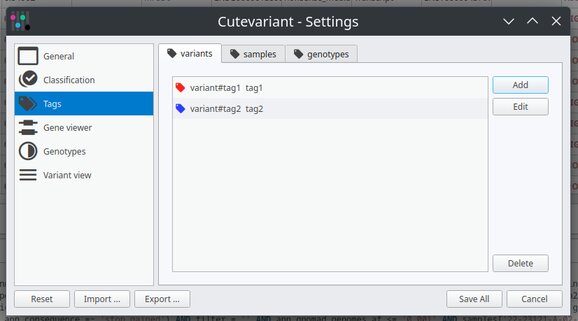 Cutevariant - Settings
General
Classification
Tags
Gene viewer
Genotypes
Variant view
variants samples genotypes
variant#tag1 tag1
variant#tag2 tag2
Add
Edit
Delete
Reset Import ... Export ... Save All Cancel